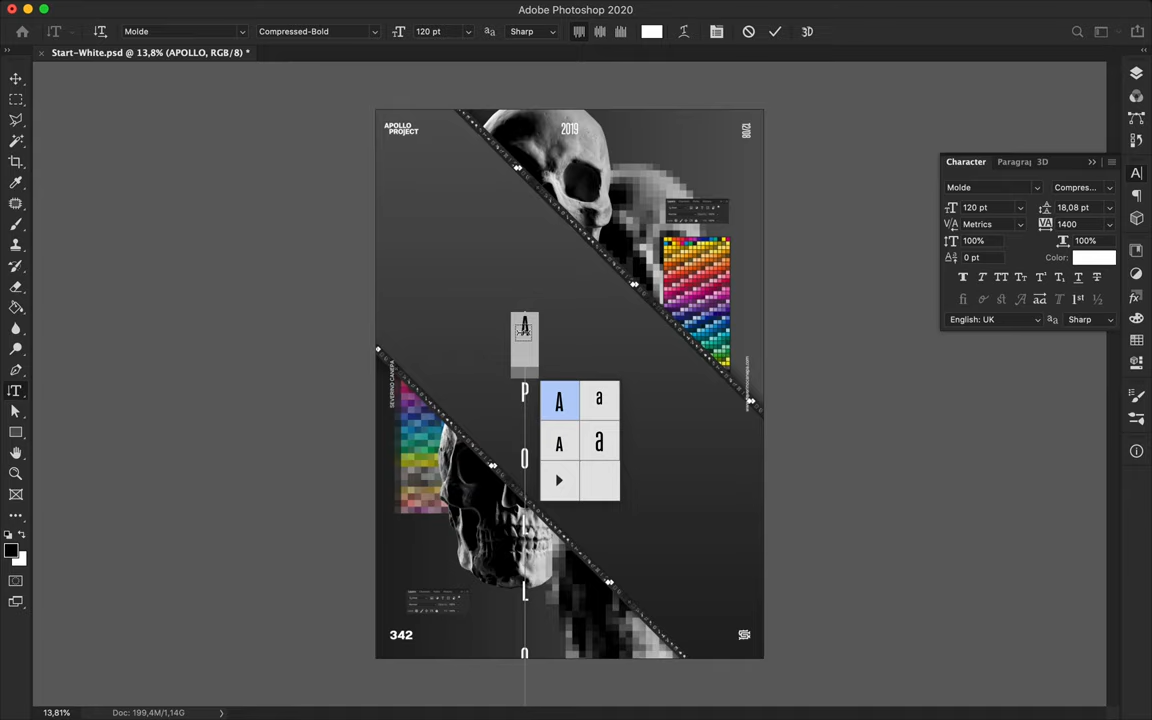 Adobe Photoshop 2020
Molde
Compressed-Bold
120 pt
Sharp
3D
Start-White.psd @ 13,8% (APOLLO, RGB/8) *
APOLLO
PROJECT
2019
SEVERINO CANEPA
A
P
O
L
L
O
A a
A a
342
Character
Paragra
3D
Molde
Compres...
120 pt
18,08 pt
Metrics
1400
100%
100%
0 pt
Color:
English: UK
Sharp
13,81%
Doc: 199,4M/1,14G